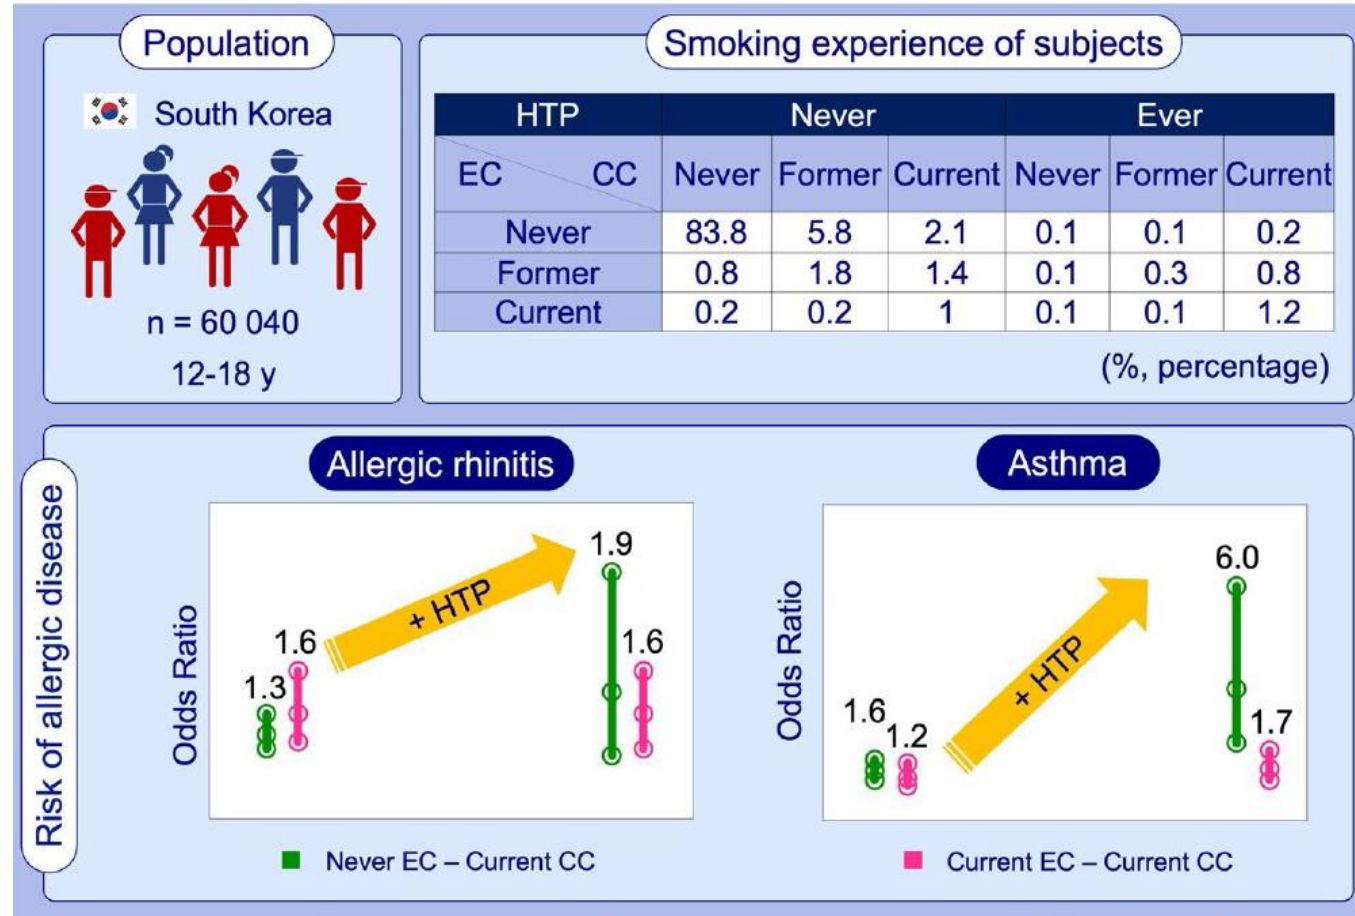 Population
South Korea
n = 60 040
12-18 y
Smoking experience of subjects
HTP Never Ever
EC CC Never Former Current Never Former Current
Never 83.8 5.8 2.1 0.1 0.1 0.2
Former 0.8 1.8 1.4 0.1 0.3 0.8
Current 0.2 0.2 1 0.1 0.1 1.2
(%, percentage)
Risk of allergic disease
Allergic rhinitis
Odds Ratio
1.3
1.6
+ HTP
1.9
1.6
Asthma
Odds Ratio
1.6
1.2
+ HTP
6.0
1.7
Never EC – Current CC
Current EC – Current CC